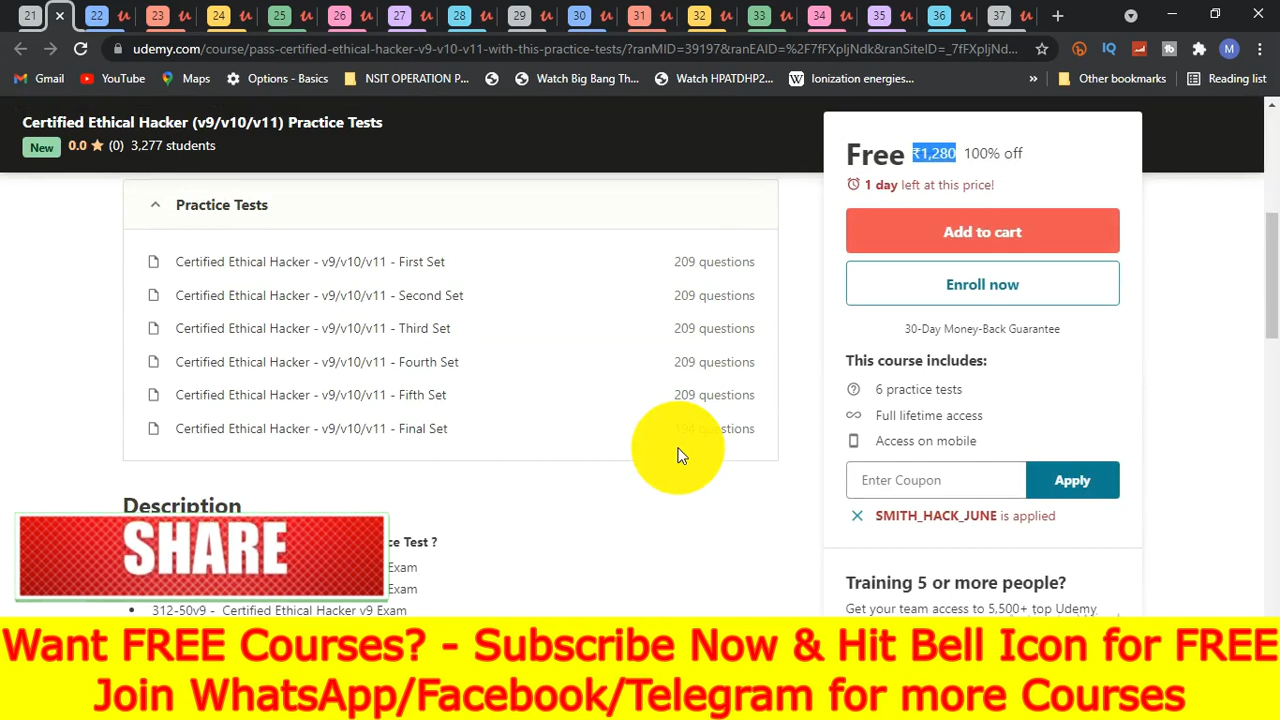 21
22
23
24
25
26
27
28
29
30
31
32
33
34
35
36
37
udemy.com/course/pass-certified-ethical-hacker-v9-v10-v11-with-this-practice-tests/?ranMID=39197&ranEAID=%2F7fFXpljNdk&ranSiteID=_7fFXpljNd...
IQ
M
Gmail
YouTube
Maps
Options - Basics
NSIT OPERATION P...
Watch Big Bang Th...
Watch HPATDHP2...
W
Ionization energies...
»
Other bookmarks
Reading list
Certified Ethical Hacker (v9/v10/v11) Practice Tests
New 0.0 ★ (0) 3,277 students
Free ₹1,280 100% off
1 day left at this price!
Add to cart
Enroll now
30-Day Money-Back Guarantee
This course includes:
6 practice tests
Full lifetime access
Access on mobile
Enter Coupon Apply
SMITH_HACK_JUNE is applied
Training 5 or more people?
Get your team access to 5,500+ top Udemy
Practice Tests
Certified Ethical Hacker - v9/v10/v11 - First Set 209 questions
Certified Ethical Hacker - v9/v10/v11 - Second Set 209 questions
Certified Ethical Hacker - v9/v10/v11 - Third Set 209 questions
Certified Ethical Hacker - v9/v10/v11 - Fourth Set 209 questions
Certified Ethical Hacker - v9/v10/v11 - Fifth Set 209 questions
Certified Ethical Hacker - v9/v10/v11 - Final Set 194 questions
Description
ce Test ?
Exam
Exam
312-50v9 - Certified Ethical Hacker v9 Exam
SHARE
Want FREE Courses? - Subscribe Now & Hit Bell Icon for FREE
Join WhatsApp/Facebook/Telegram for more Courses